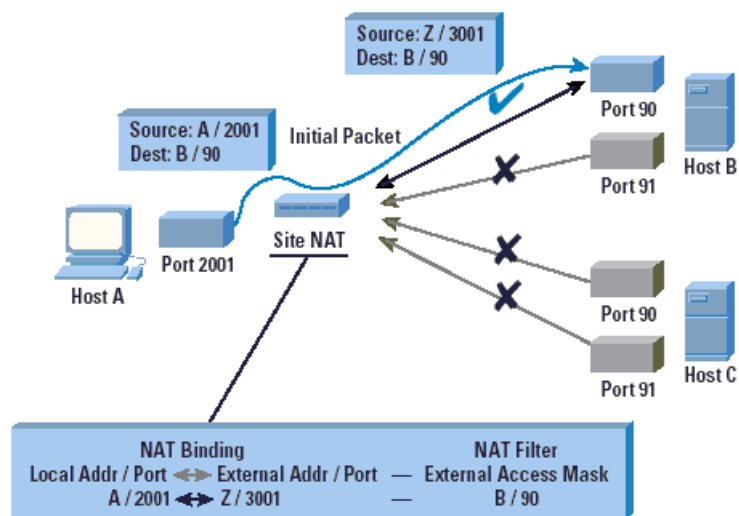 Source: Z / 3001
Dest: B / 90
Port 90
Source: A / 2001
Dest: B / 90
Initial Packet
Host B
Port 91
Port 2001
Site NAT
Host A
Port 90
Host C
Port 91
NAT Binding NAT Filter
Local Addr / Port External Addr / Port — External Access Mask
A / 2001 Z / 3001 — B / 90